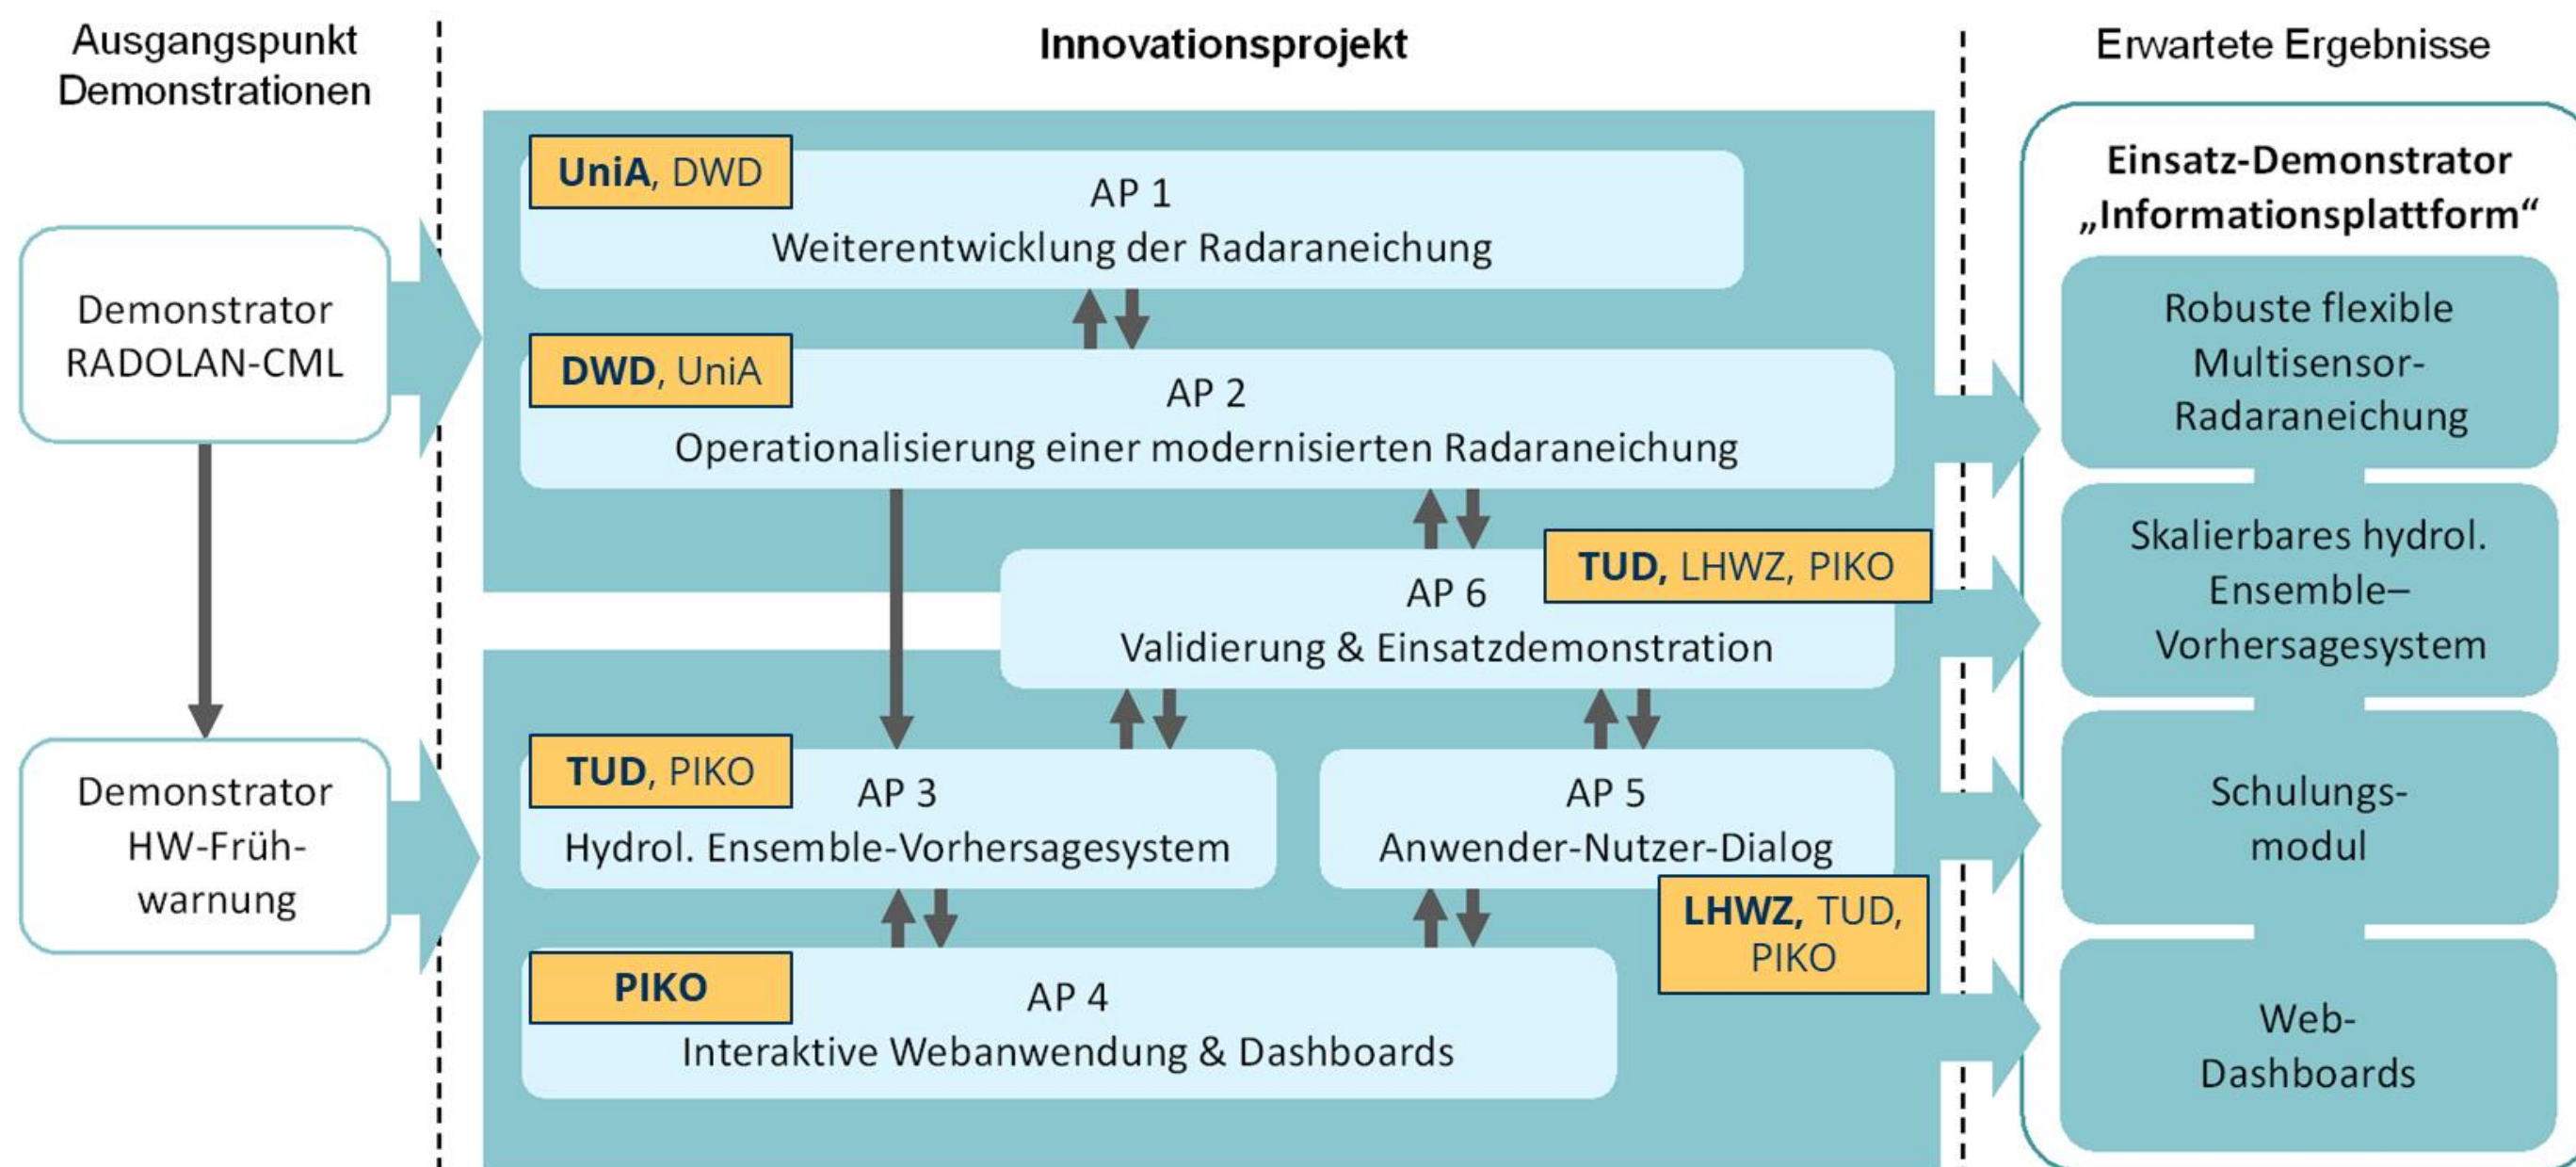 Ausgangspunkt
Demonstrationen
Demonstrator
RADOLAN-CML
Demonstrator
HW-Früh-
warnung
Innovationsprojekt
UniA, DWD
AP 1
Weiterentwicklung der Radaraneichung
DWD, UniA
AP 2
Operationalisierung einer modernisierten Radaraneichung
TUD, LHWZ, PIKO
AP 6
Validierung & Einsatzdemonstration
TUD, PIKO
AP 3
Hydrol. Ensemble-Vorhersagesystem
AP 5
Anwender-Nutzer-Dialog
LHWZ, TUD,
PIKO
PIKO
AP 4
Interaktive Webanwendung & Dashboards
Erwartete Ergebnisse
Einsatz-Demonstrator
„Informationsplattform“
Robuste flexible
Multisensor-
Radaraneichung
Skalierbares hydrol.
Ensemble–
Vorhersagesystem
Schulungs-
modul
Web-
Dashboards